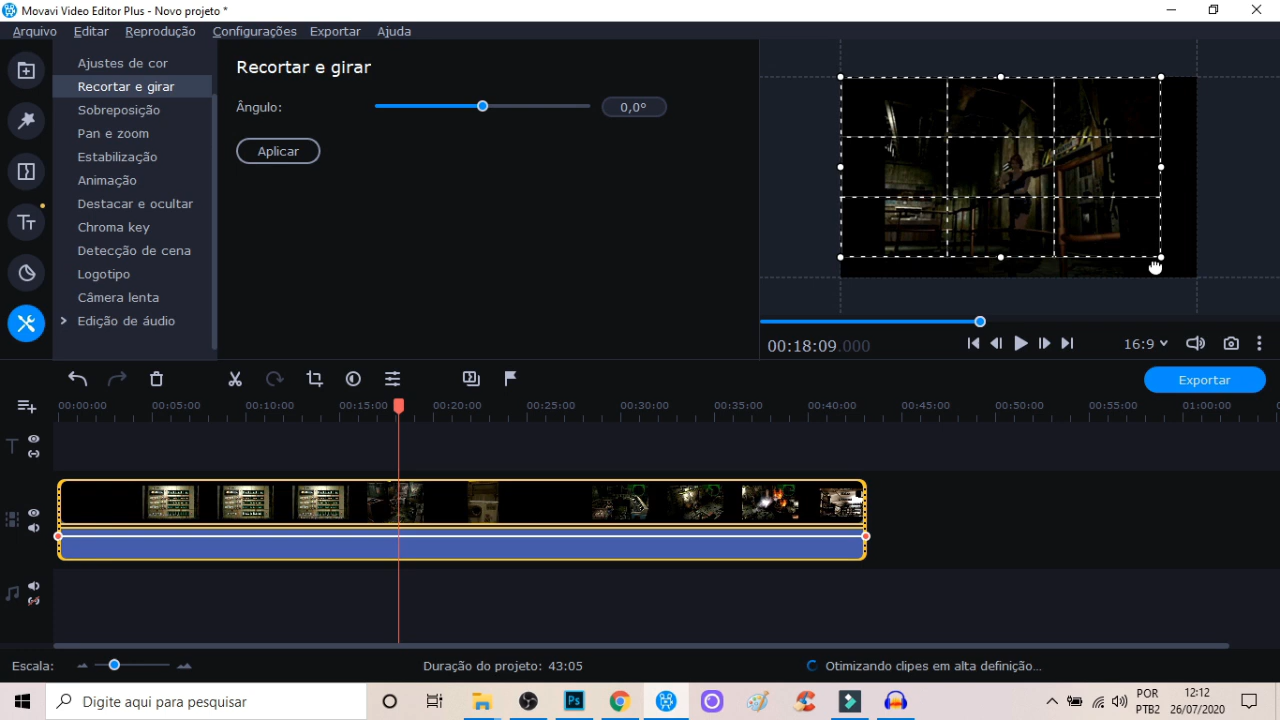 Movavi Video Editor Plus - Novo projeto *
Arquivo Editar Reprodução Configurações Exportar Ajuda
Ajustes de cor
Recortar e girar
Sobreposição
Pan e zoom
Estabilização
Animação
Destacar e ocultar
Chroma key
Detecção de cena
Logotipo
Câmera lenta
Edição de áudio
Recortar e girar
Ângulo: 0,0°
Aplicar
00:18:09.000
16:9
Exportar
00:00:00 00:05:00 00:10:00 00:15:00 00:20:00 00:25:00 00:30:00 00:35:00 00:40:00 00:45:00 00:50:00 00:55:00 01:00:00
Escala: Duração do projeto: 43:05 Otimizando clipes em alta definição...
Digite aqui para pesquisar
Ps
POR
PTB2
12:12
26/07/2020